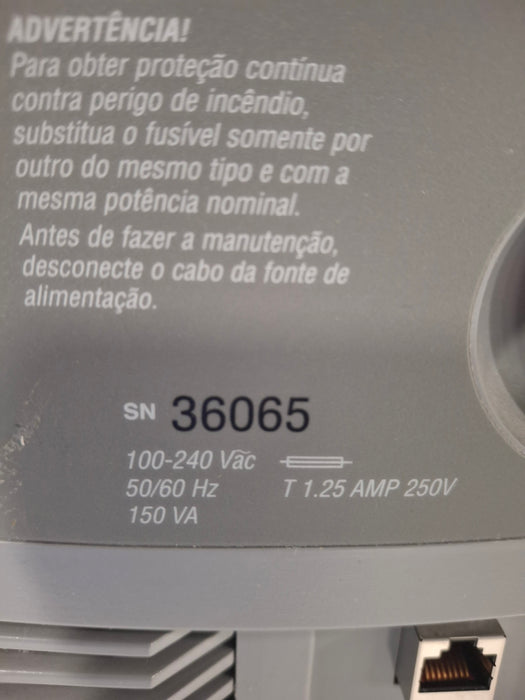 ADVERTÊNCIA!
Para obter proteção contínua
contra perigo de incêndio,
substitua o fusível somente por
outro do mesmo tipo e com a
mesma potência nominal.
Antes de fazer a manutenção,
desconecte o cabo da fonte de
alimentação.
SN 36065
100-240 Vãc
50/60 Hz T 1.25 AMP 250V
150 VA